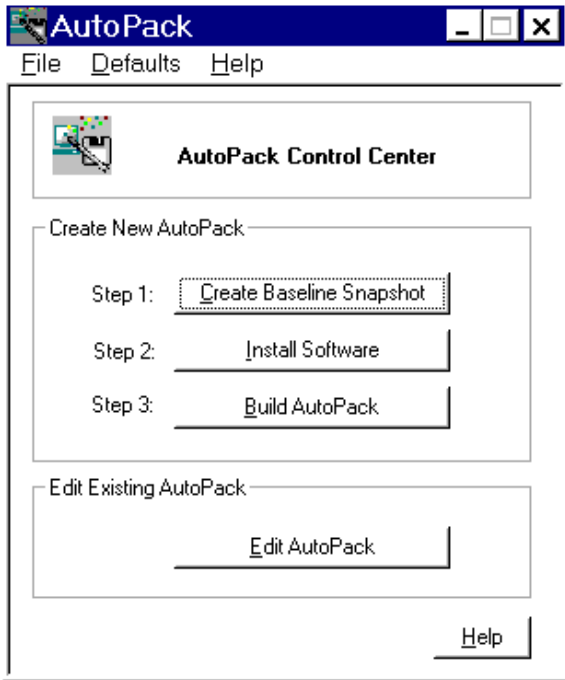 AutoPack
File Defaults Help
AutoPack Control Center
Create New AutoPack
Step 1: Create Baseline Snapshot
Step 2: Install Software
Step 3: Build AutoPack
Edit Existing AutoPack
Edit AutoPack
Help